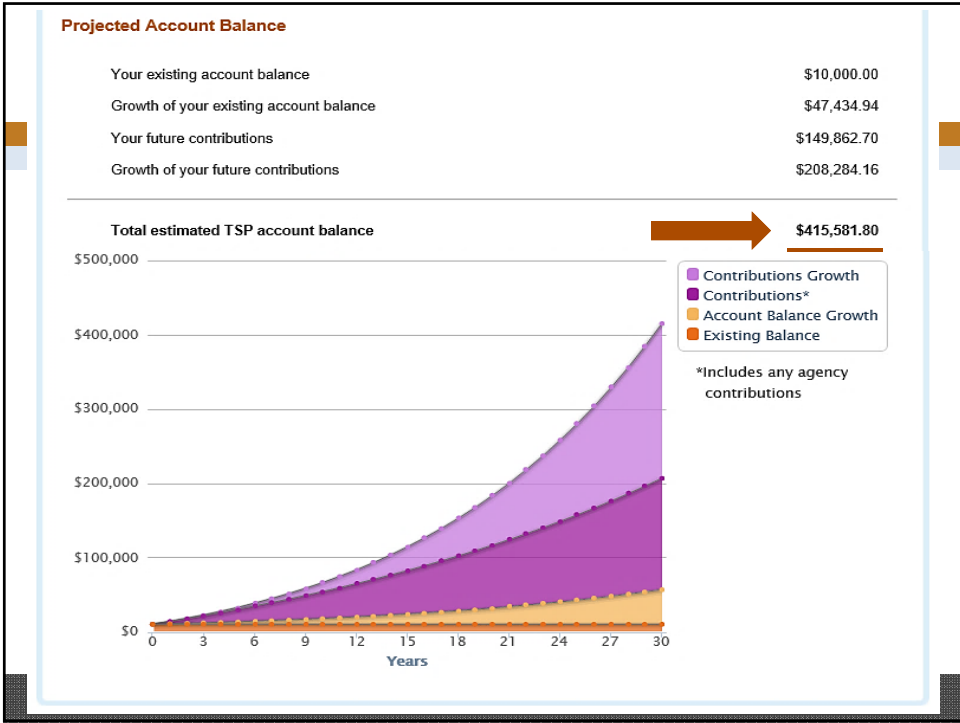 Projected Account Balance
Your existing account balance $10,000.00
Growth of your existing account balance $47,434.94
Your future contributions $149,862.70
Growth of your future contributions $208,284.16
Total estimated TSP account balance $415,581.80
$500,000
$400,000
$300,000
$200,000
$100,000
$0
0 3 6 9 12 15 18 21 24 27 30
Years
Contributions Growth
Contributions*
Account Balance Growth
Existing Balance
*Includes any agency
contributions